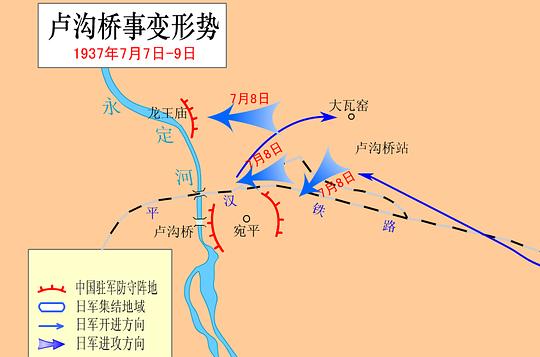 卢沟桥事变形势
1937年7月7日-9日
永定河
龙王庙
7月8日
大瓦窑
7月8日
卢沟桥站
7月8日
平汉铁路
卢沟桥
宛平
中国驻军防守阵地
日军集结地域
日军开进方向
日军进攻方向